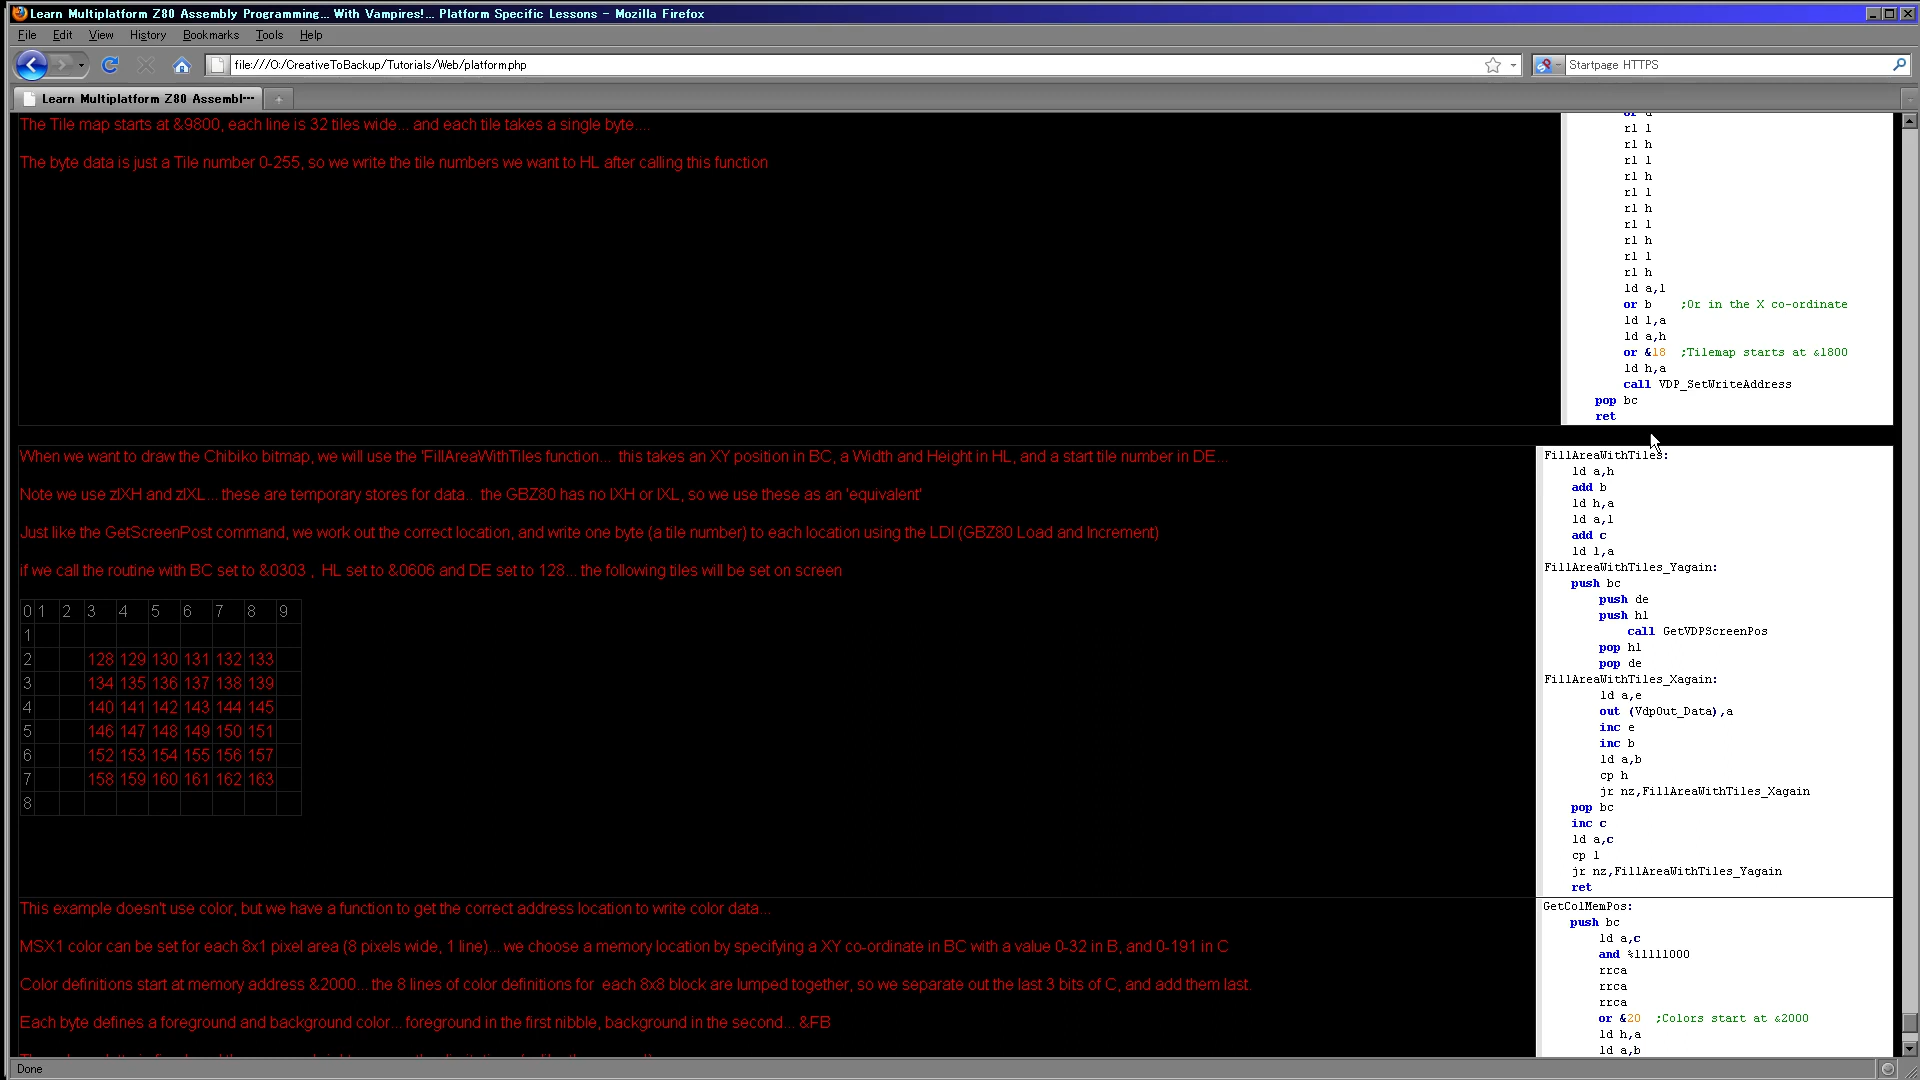 Learn Multiplatform Z80 Assembly Programming... With Vampires!... Platform Specific Lessons - Mozilla Firefox
File Edit View History Bookmarks Tools Help
file:///O:/CreativeToBackup/Tutorials/Web/platform.php
Startpage HTTPS
Learn Multiplatform Z80 Assembl...
The Tile map starts at &9800, each line is 32 tiles wide... and each tile takes a single byte....
The byte data is just a Tile number 0-255, so we write the tile numbers we want to HL after calling this function
rl l
rl h
rl l
rl h
rl l
rl h
rl l
rl h
rl l
rl h
ld a,l
or b ;Or in the X co-ordinate
ld l,a
ld a,h
or &18 ;Tilemap starts at &1800
ld h,a
call VDP_SetWriteAddress
pop bc
ret
When we want to draw the Chibiko bitmap, we will use the 'FillAreaWithTiles function... this takes an XY position in BC, a Width and Height in HL, and a start tile number in DE...
Note we use zIXH and zIXL... these are temporary stores for data.. the GBZ80 has no IXH or IXL, so we use these as an 'equivalent'
Just like the GetScreenPost command, we work out the correct location, and write one byte (a tile number) to each location using the LDI (GBZ80 Load and Increment)
if we call the routine with BC set to &0303 , HL set to &0606 and DE set to 128... the following tiles will be set on screen
0 1 2 3 4 5 6 7 8 9
1
2 128 129 130 131 132 133
3 134 135 136 137 138 139
4 140 141 142 143 144 145
5 146 147 148 149 150 151
6 152 153 154 155 156 157
7 158 159 160 161 162 163
8
FillAreaWithTiles:
ld a,h
add b
ld h,a
ld a,l
add c
ld l,a
FillAreaWithTiles_Yagain:
push bc
push de
push hl
call GetVDPScreenPos
pop hl
pop de
FillAreaWithTiles_Xagain:
ld a,e
out (VdpOut_Data),a
inc e
inc b
ld a,b
cp h
jr nz,FillAreaWithTiles_Xagain
pop bc
inc c
ld a,c
cp l
jr nz,FillAreaWithTiles_Yagain
ret
This example doesn't use color, but we have a function to get the correct address location to write color data...
MSX1 color can be set for each 8x1 pixel area (8 pixels wide, 1 line)... we choose a memory location by specifying a XY co-ordinate in BC with a value 0-32 in B, and 0-191 in C
Color definitions start at memory address &2000... the 8 lines of color definitions for each 8x8 block are lumped together, so we separate out the last 3 bits of C, and add them last.
Each byte defines a foreground and background color... foreground in the first nibble, background in the second... &FB
GetColMemPos:
push bc
ld a,c
and %11111000
rrca
rrca
rrca
or &20 ;Colors start at &2000
ld h,a
ld a,b
Done